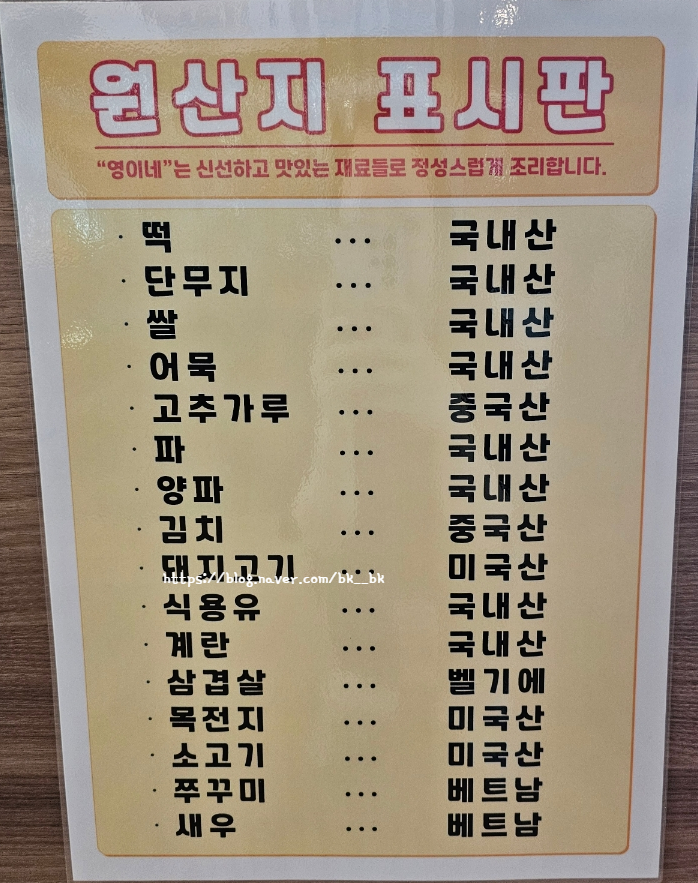 원산지 표시판
“영이네”는 신선하고 맛있는 재료들로 정성스럽게 조리합니다.
· 떡 ... 국내산
· 단무지 ... 국내산
· 쌀 ... 국내산
· 어묵 ... 국내산
· 고추가루 ... 중국산
· 파 ... 국내산
· 양파 ... 국내산
· 김치 ... 중국산
· 돼지고기 ... 미국산
https://blog.naver.com/bk__bk
· 식용유 ... 국내산
· 계란 ... 국내산
· 삼겹살 ... 벨기에
· 목전지 ... 미국산
· 소고기 ... 미국산
· 쭈꾸미 ... 베트남
· 새우 ... 베트남